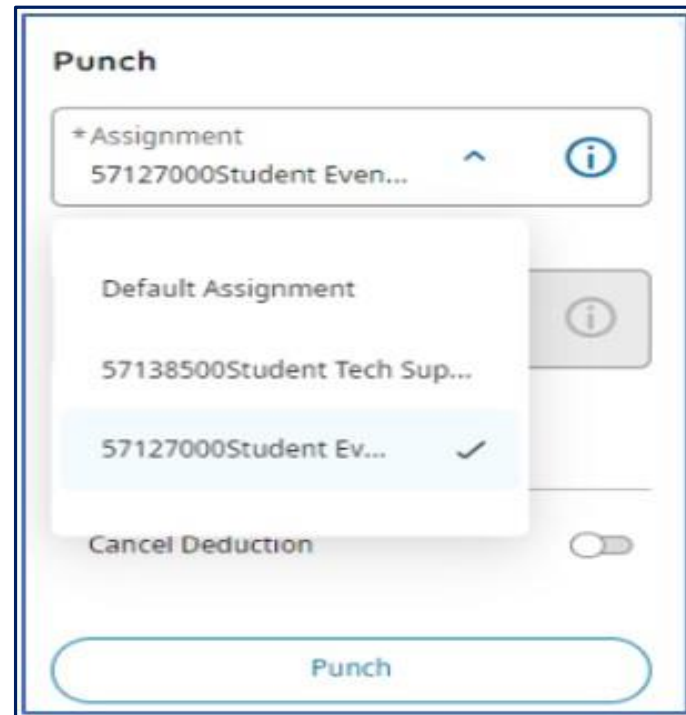 Punch
*Assignment
57127000Student Even...
Default Assignment
57138500Student Tech Sup...
57127000Student Ev...
Cancel Deduction
Punch